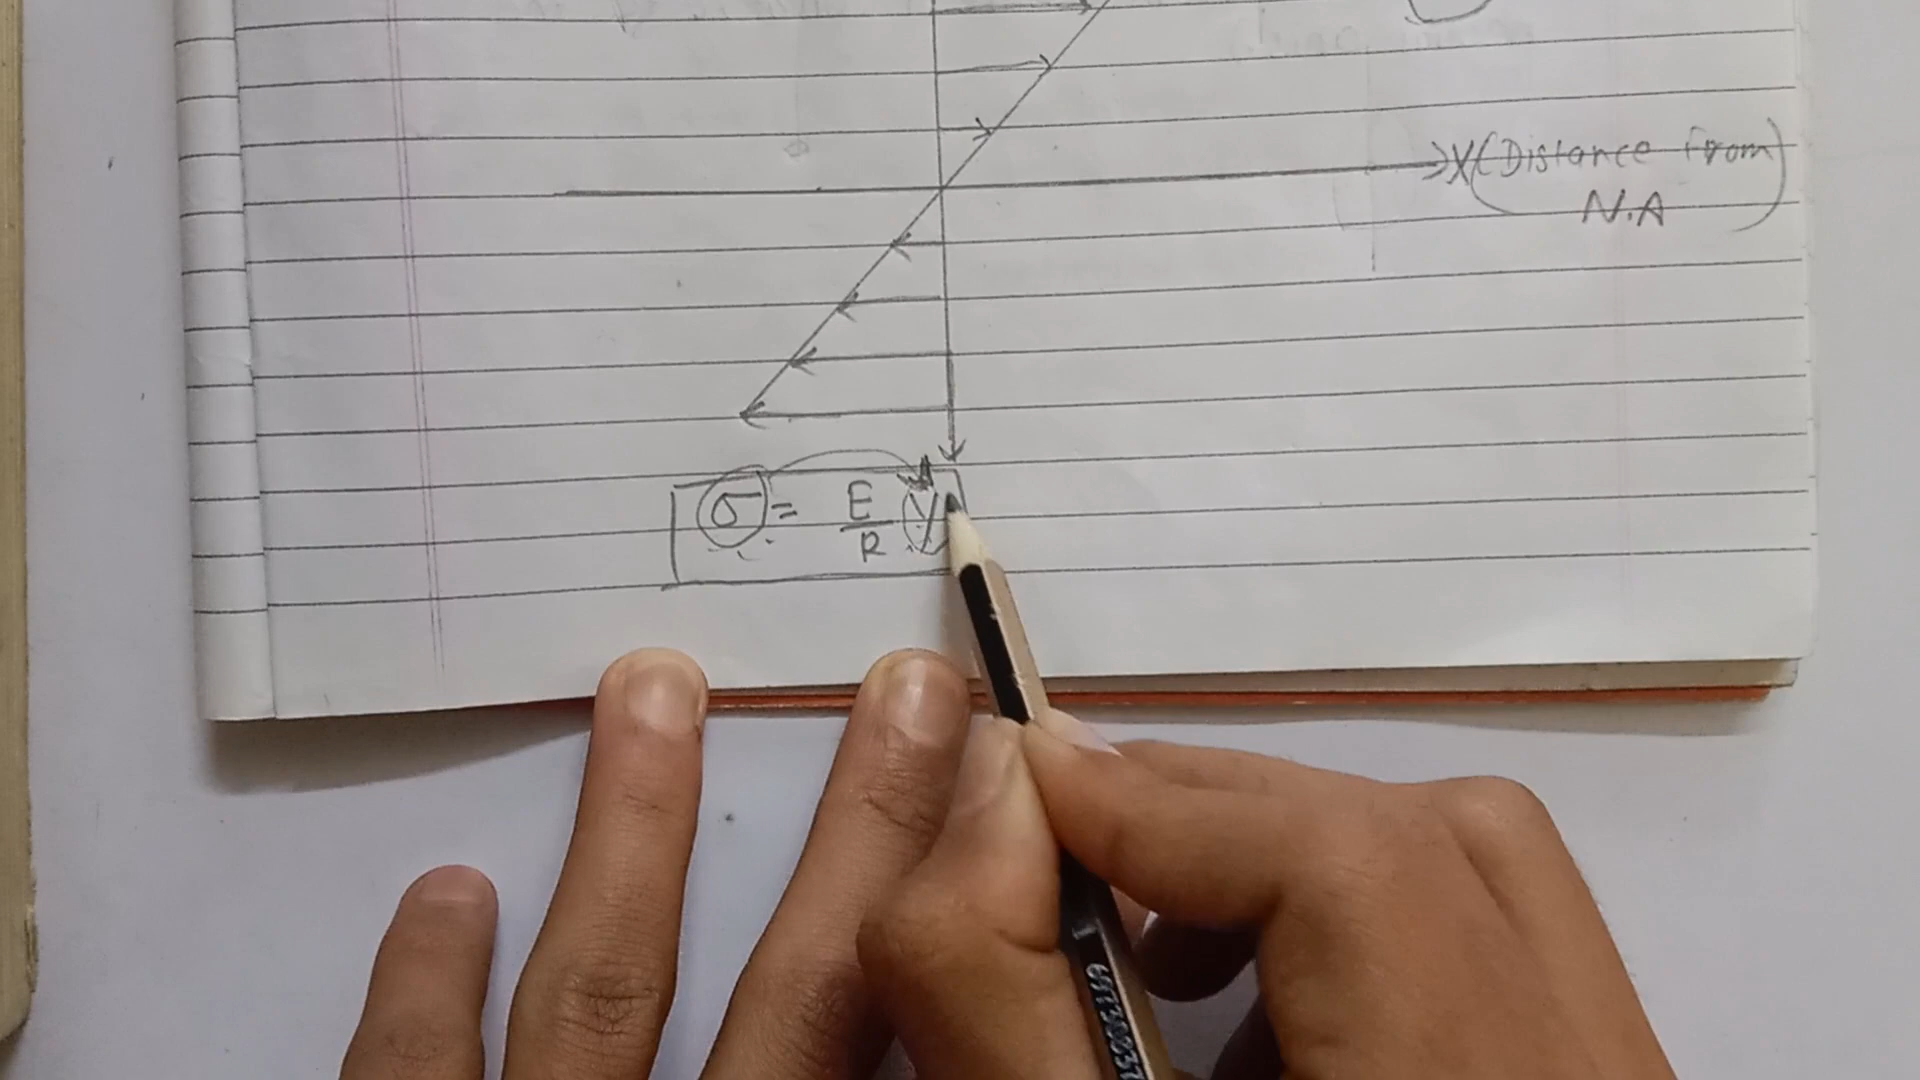 X(Distance from
N.A)
σ = E/R y